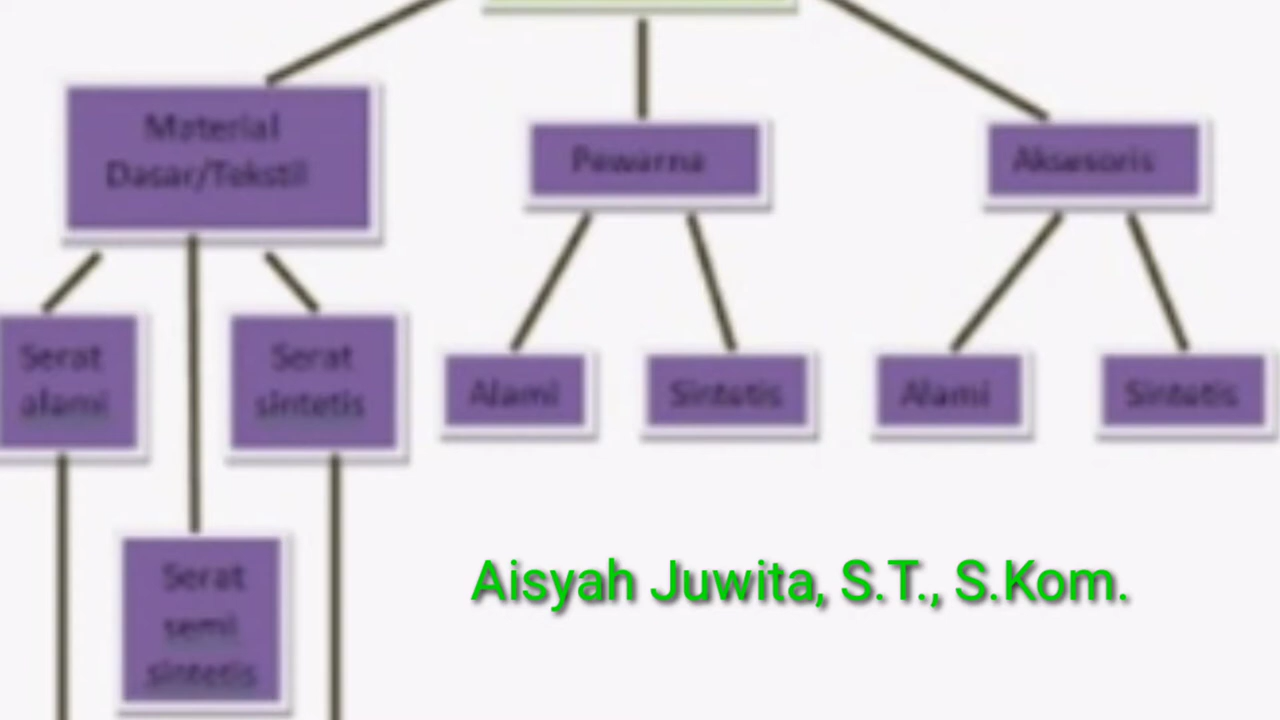 Material
Dasar/Tekstil
Pewarna
Aksesoris
Serat
alami
Serat
sintetis
Alami
Sintetis
Alami
Sintetis
Serat
semi
sintetis
Aisyah Juwita, S.T., S.Kom.